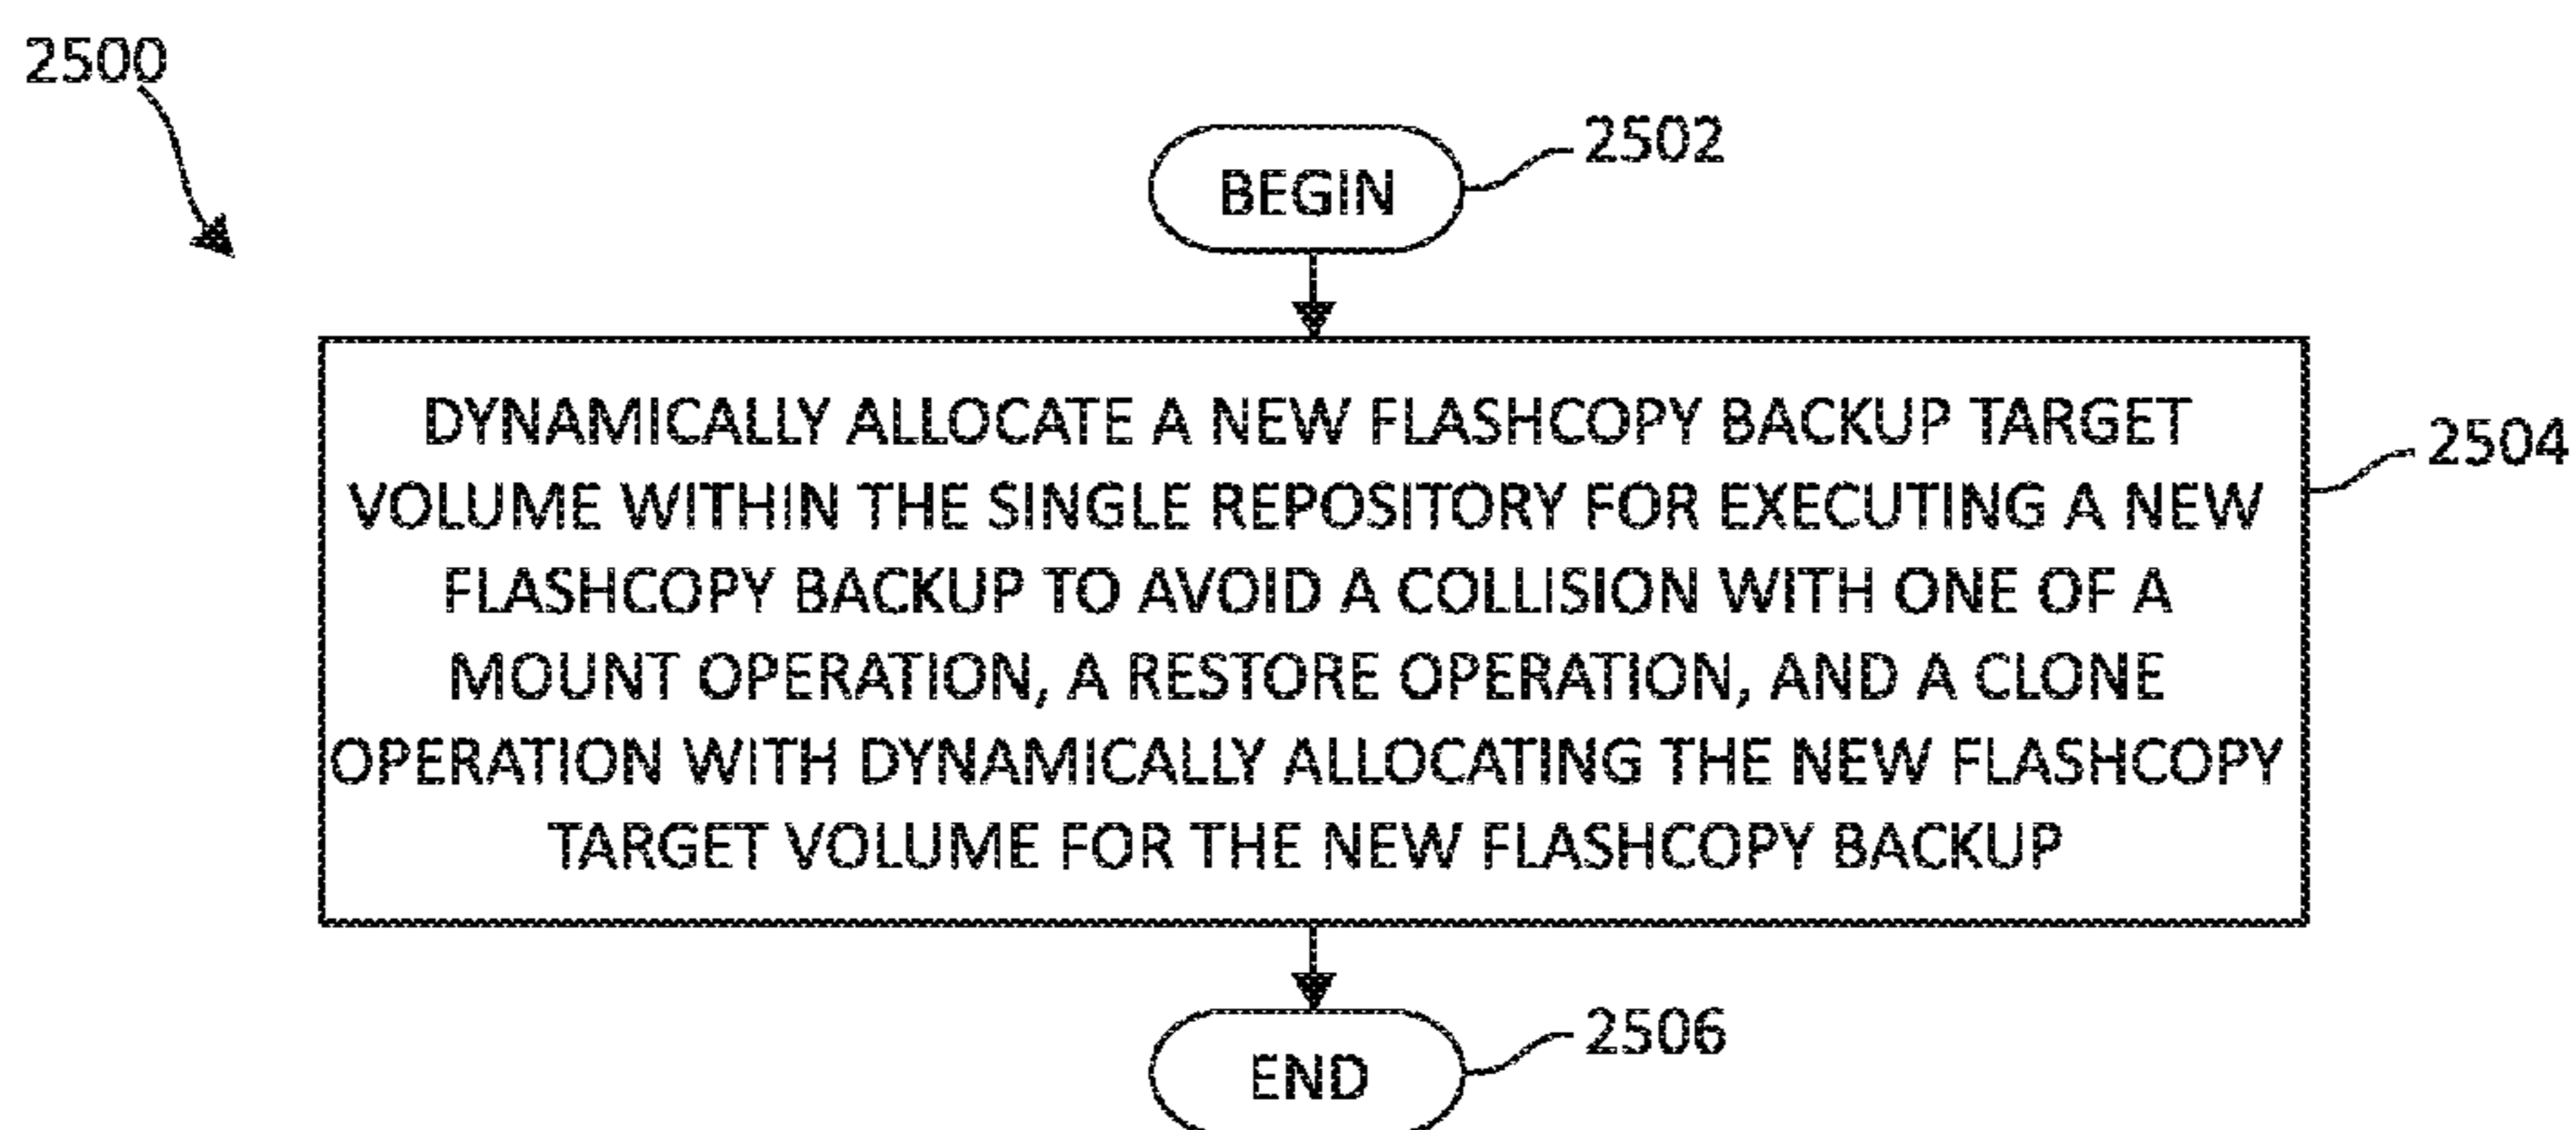 2500
BEGIN
2502
DYNAMICALLY ALLOCATE A NEW FLASHCOPY BACKUP TARGET
VOLUME WITHIN THE SINGLE REPOSITORY FOR EXECUTING A NEW
FLASHCOPY BACKUP TO AVOID A COLLISION WITH ONE OF A
MOUNT OPERATION, A RESTORE OPERATION, AND A CLONE
OPERATION WITH DYNAMICALLY ALLOCATING THE NEW FLASHCOPY
TARGET VOLUME FOR THE NEW FLASHCOPY BACKUP
2504
END
2506